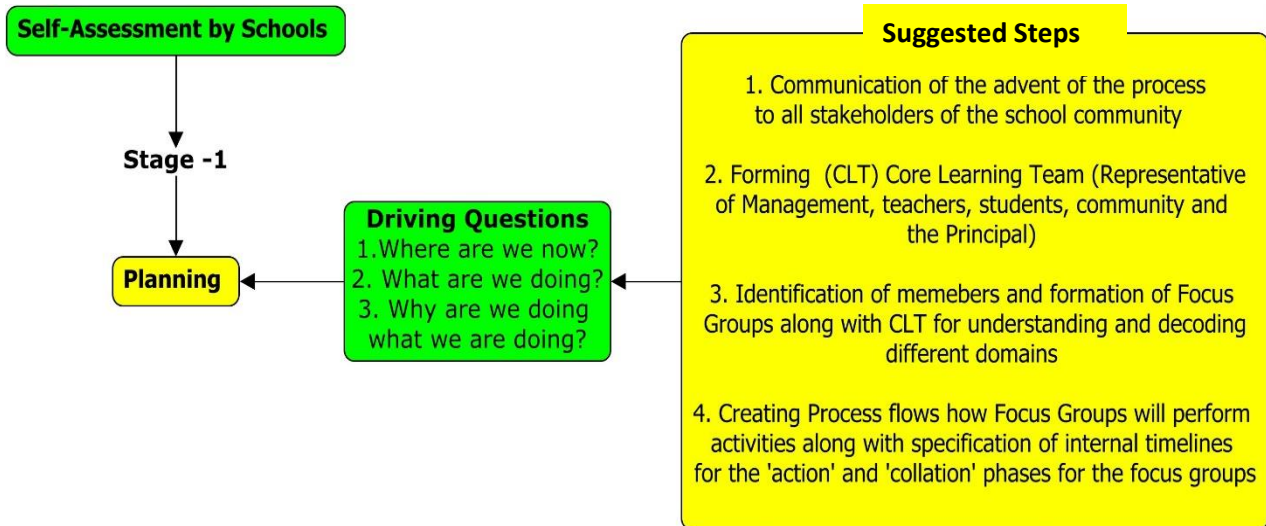 Self-Assessment by Schools
Stage -1
Planning
Driving Questions
1.Where are we now?
2. What are we doing?
3. Why are we doing
what we are doing?
Suggested Steps
1. Communication of the advent of the process
to all stakeholders of the school community
2. Forming (CLT) Core Learning Team (Representative
of Management, teachers, students, community and
the Principal)
3. Identification of memebers and formation of Focus
Groups along with CLT for understanding and decoding
different domains
4. Creating Process flows how Focus Groups will perform
activities along with specification of internal timelines
for the 'action' and 'collation' phases for the focus groups